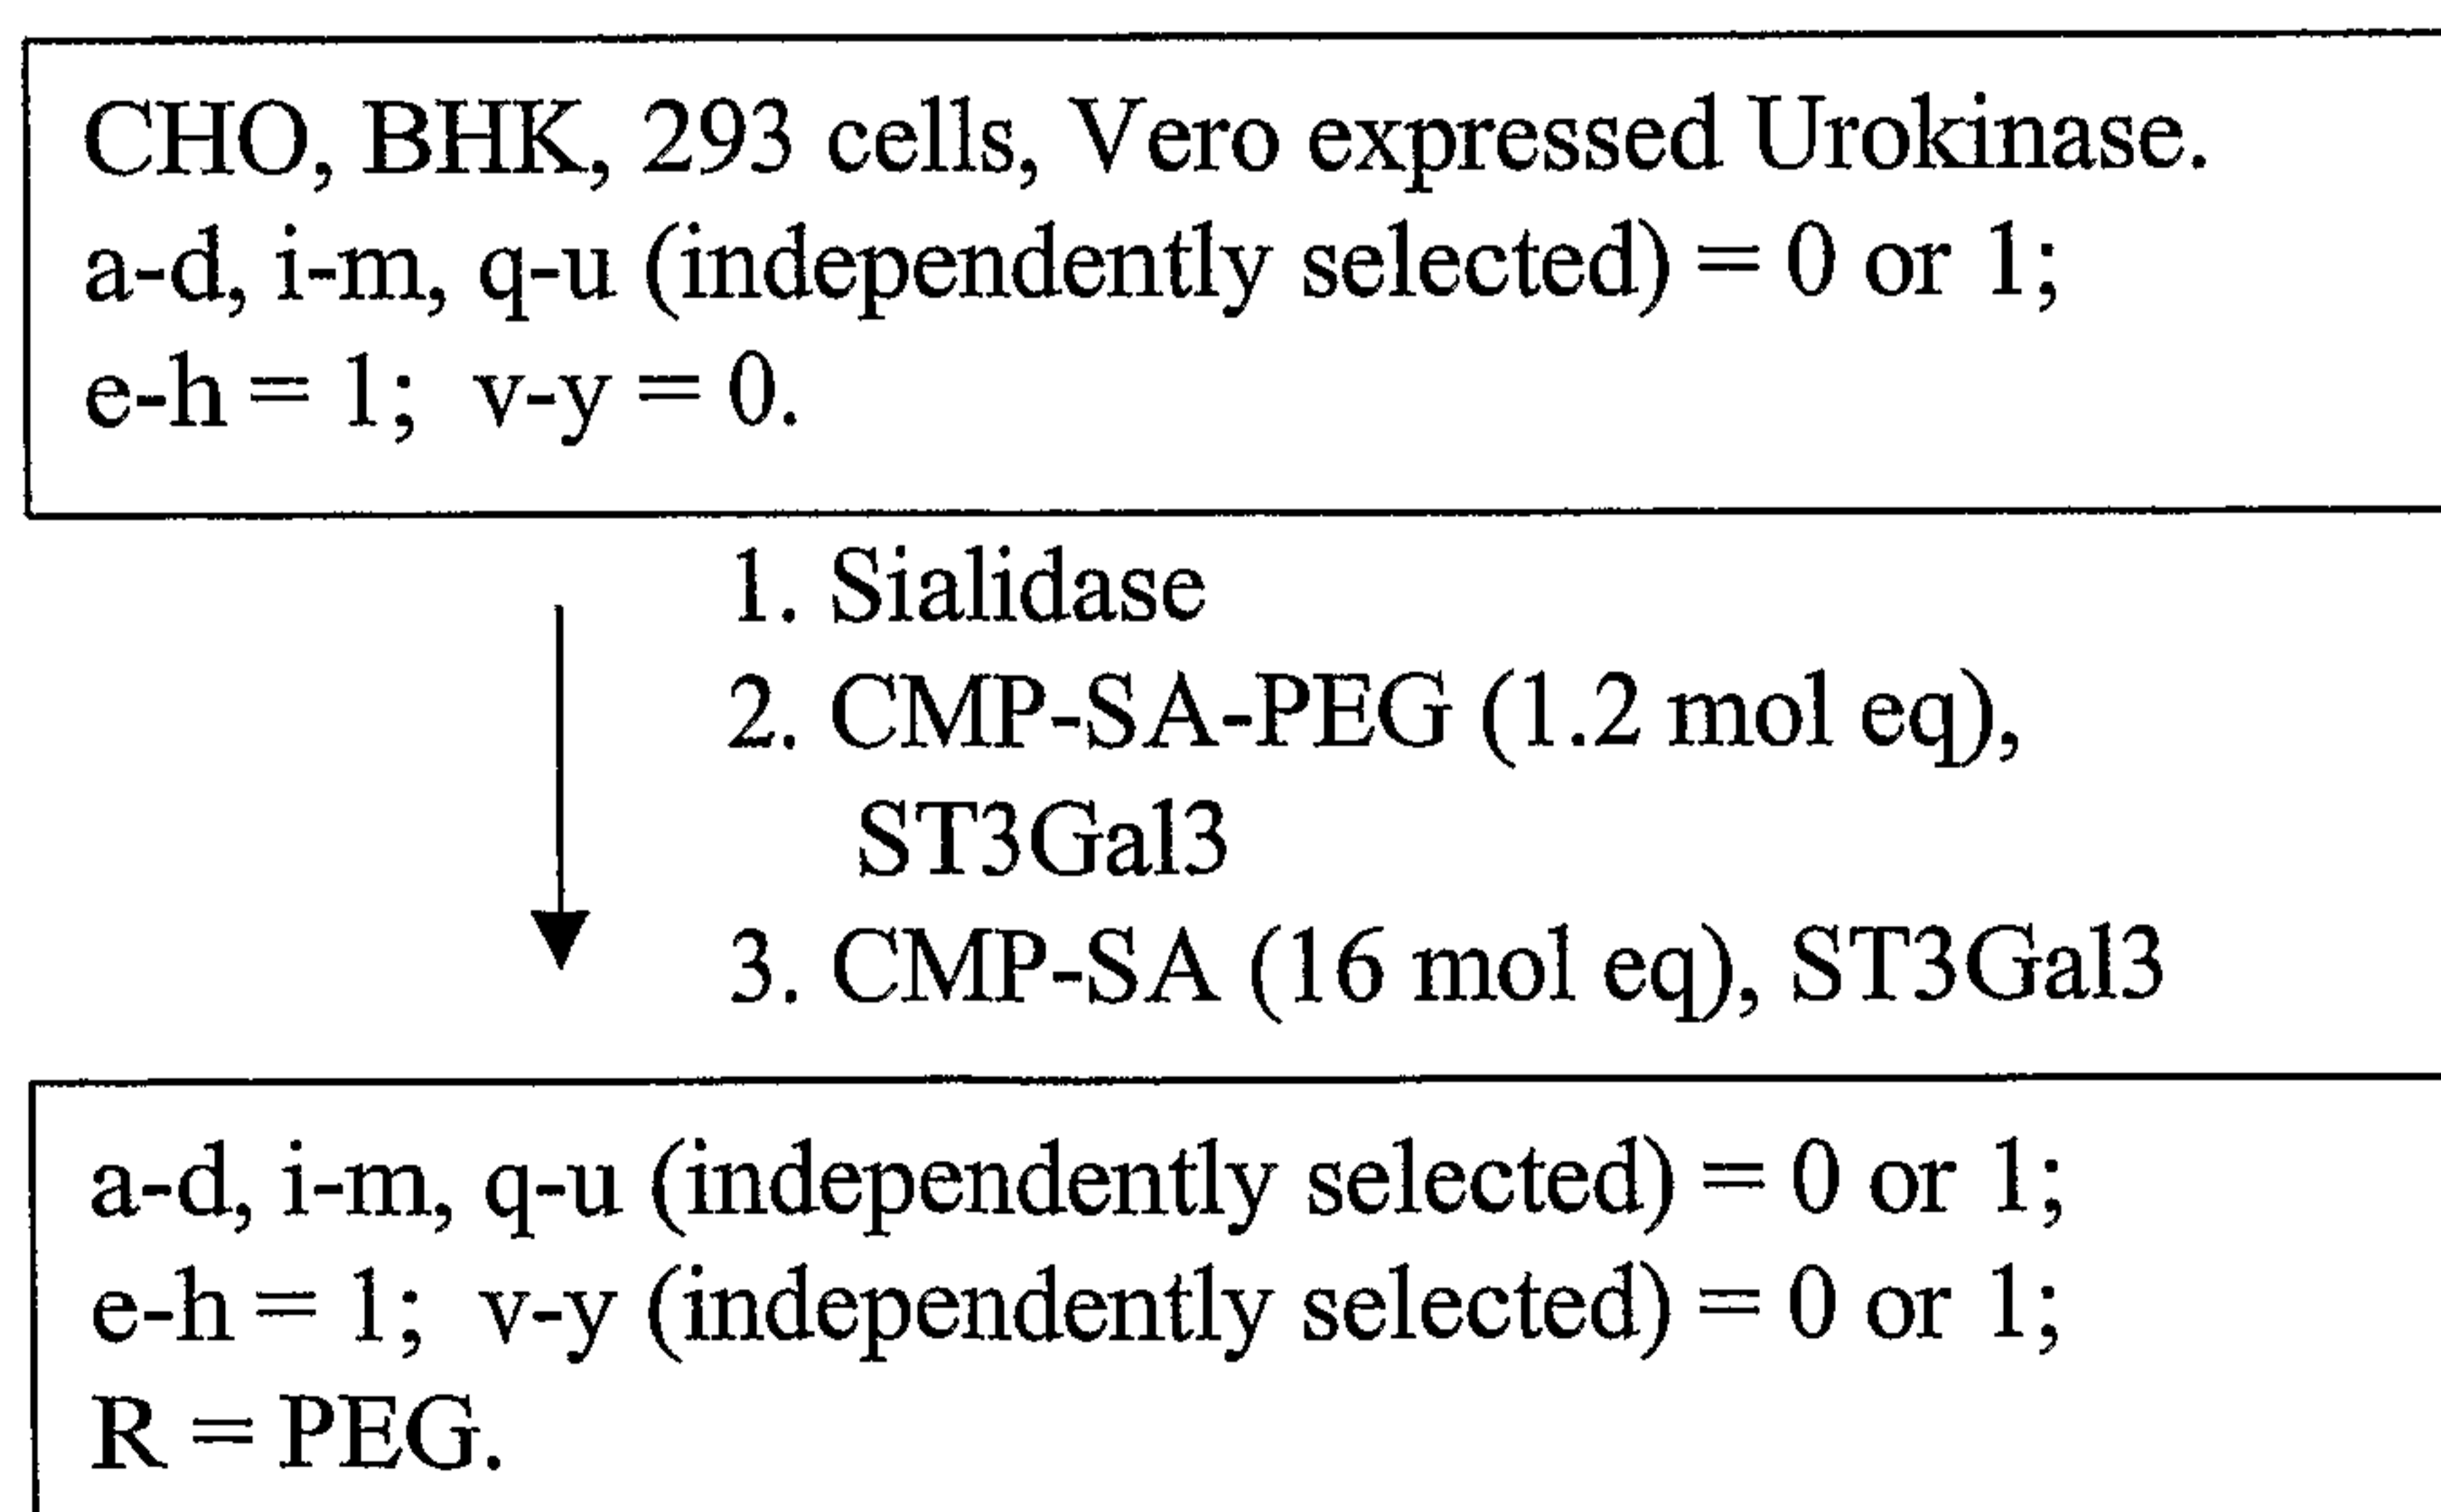 CHO, BHK, 293 cells, Vero expressed Urokinase.
a-d, i-m, q-u (independently selected) = 0 or 1;
e-h = 1; v-y = 0.
1. Sialidase
2. CMP-SA-PEG (1.2 mol eq),
ST3Gal3
3. CMP-SA (16 mol eq), ST3Gal3
a-d, i-m, q-u (independently selected) = 0 or 1;
e-h = 1; v-y (independently selected) = 0 or 1;
R = PEG.